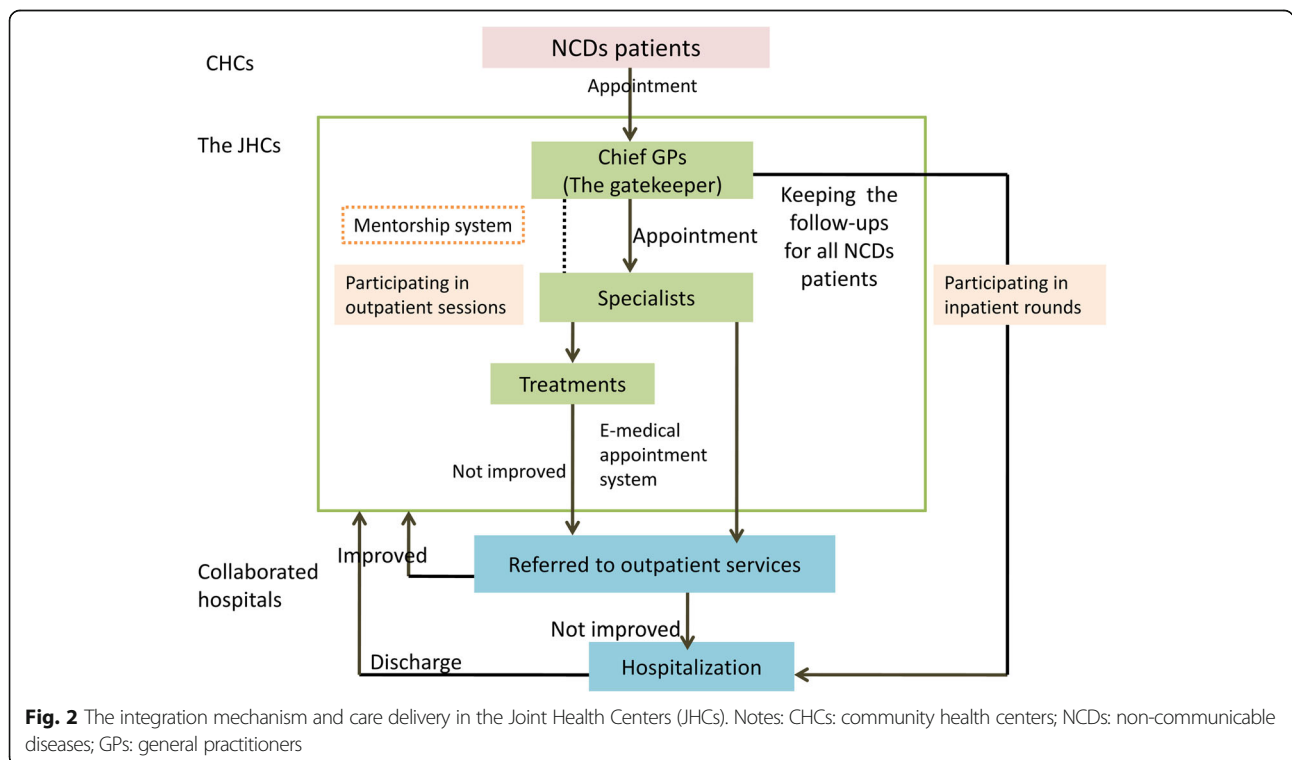 NCDs patients
CHCs
Appointment
The JHCs
Chief GPs
(The gatekeeper)
Keeping the
follow-ups
for all NCDs
patients
Mentorship system
Appointment
Participating in
outpatient sessions
Specialists
Participating in
inpatient rounds
Treatments
E-medical
appointment
system
Not improved
Improved
Collaborated
hospitals
Referred to outpatient services
Not improved
Discharge
Hospitalization
Fig. 2 The integration mechanism and care delivery in the Joint Health Centers (JHCs). Notes: CHCs: community health centers; NCDs: non-communicable
diseases; GPs: general practitioners